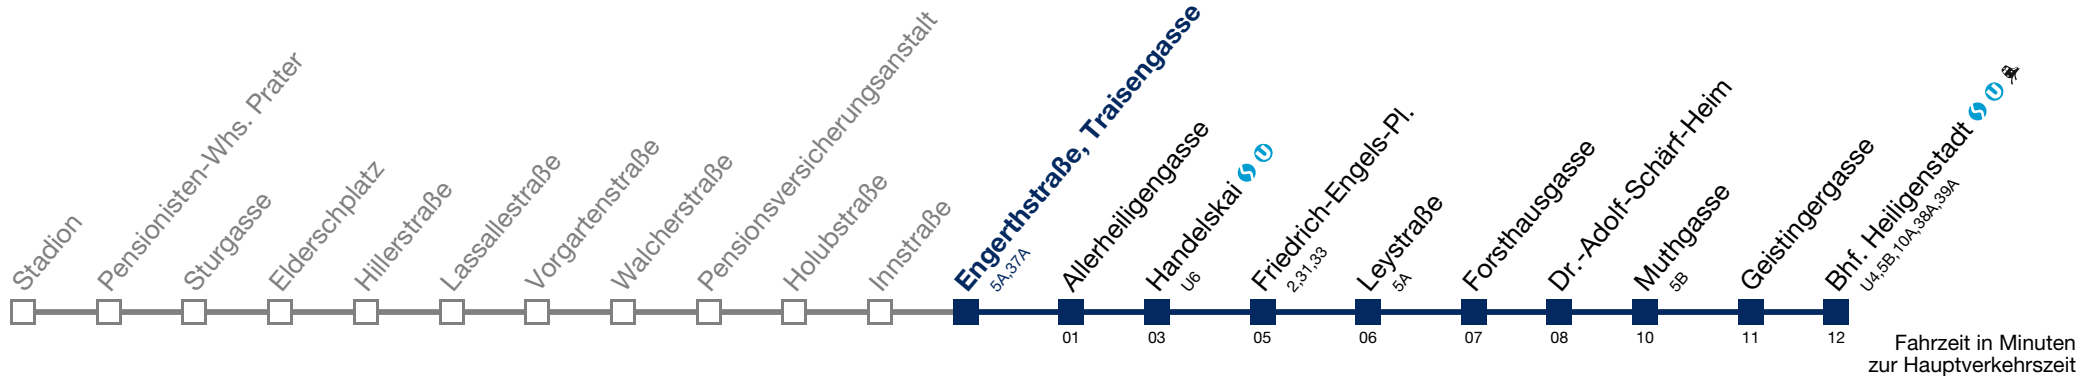 Stadion
Pensionisten-Whs. Prater
Sturgasse
Elderschplatz
Hillerstraße
Lassallestraße
Vorgartenstraße
Walcherstraße
Pensionsversicherungsanstalt
Holubstraße
Innstraße
Engerthstraße, Traisengasse
5A,37A
Allerheiligengasse
01
Handelskai S U
U6
03
Friedrich-Engels-Pl.
2,31,33
05
Leystraße
5A
06
Forsthausgasse
07
Dr.-Adolf-Schärf-Heim
08
Muthgasse
5B
10
Geistingergasse
11
Bhf. Heiligenstadt S U
U4,5B,10A,38A,39A
12
Fahrzeit in Minuten
zur Hauptverkehrszeit